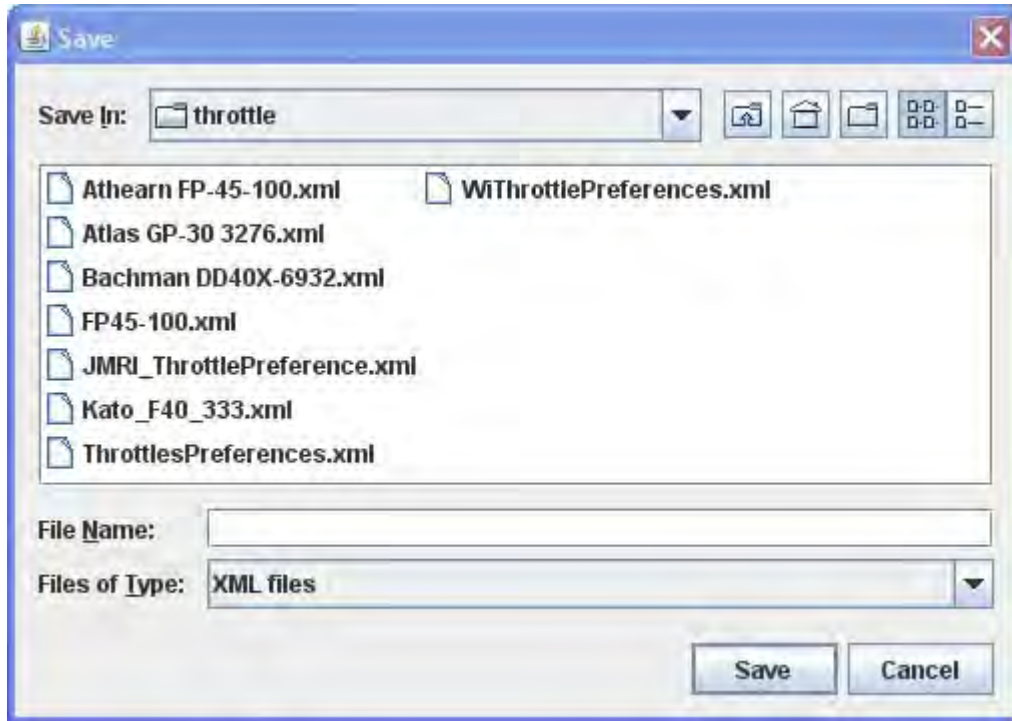 Save
Save In: throttle
Athearn FP-45-100.xml
Atlas GP-30 3276.xml
Bachman DD40X-6932.xml
FP45-100.xml
JMRI_ThrottlePreference.xml
Kato_F40_333.xml
ThrottlesPreferences.xml
WiThrottlePreferences.xml
File Name:
Files of Type: XML files
Save Cancel